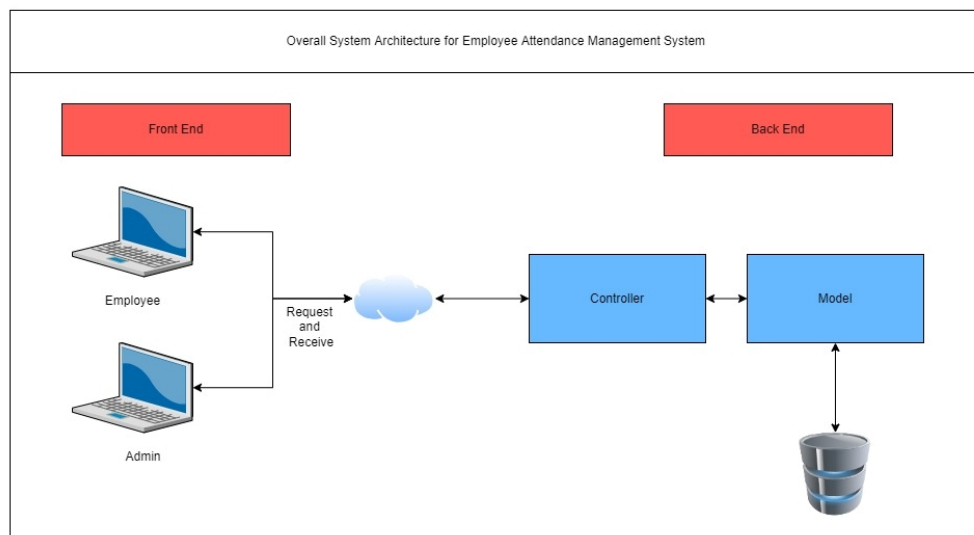 Overall System Architecture for Employee Attendance Management System
Front End
Back End
Employee
Request
and
Receive
Controller
Model
Admin